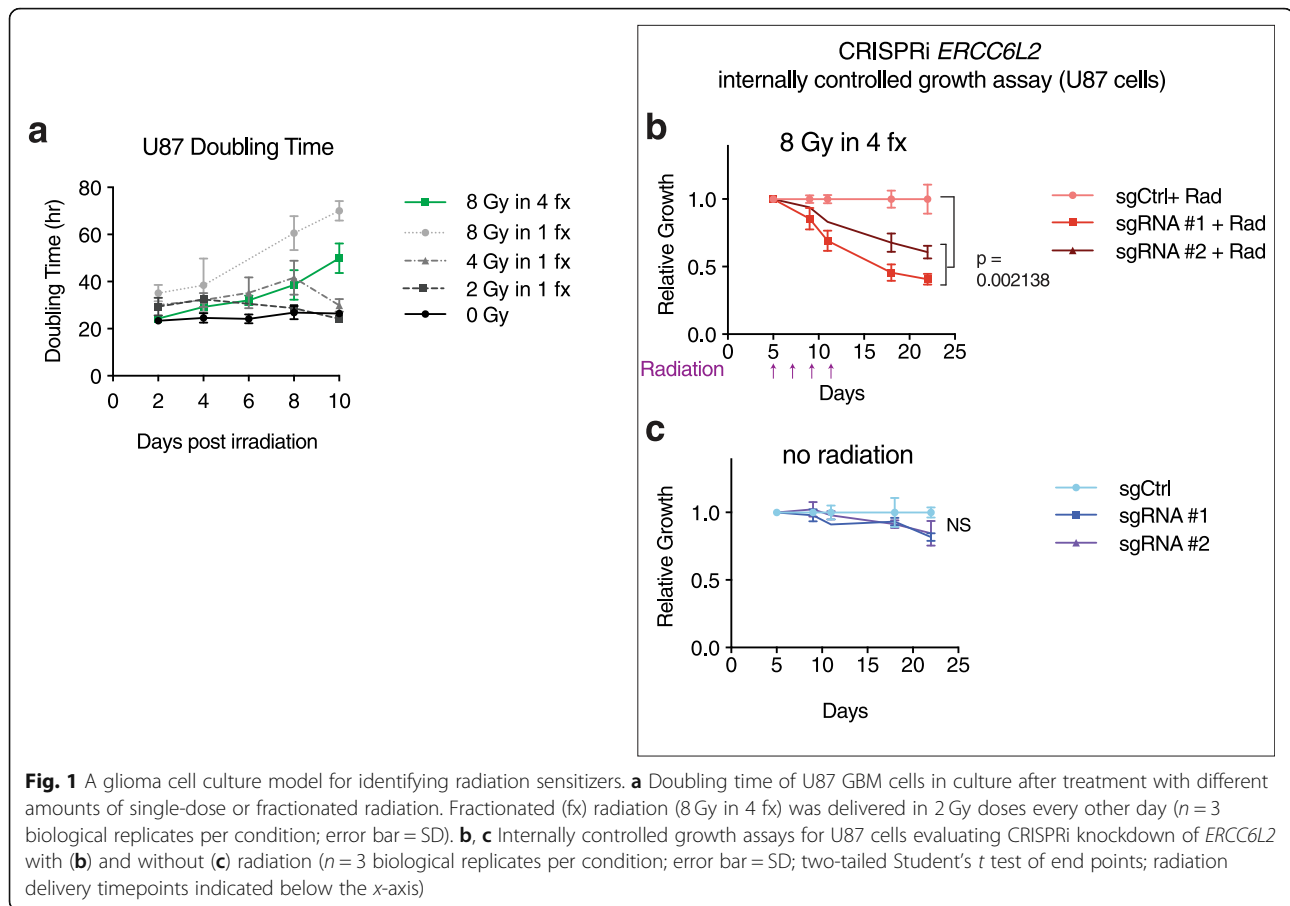 CRISPRi ERCC6L2
internally controlled growth assay (U87 cells)
a
U87 Doubling Time
Doubling Time (hr)
80
60
40
20
0
0 2 4 6 8 10
Days post irradiation
8 Gy in 4 fx
8 Gy in 1 fx
4 Gy in 1 fx
2 Gy in 1 fx
0 Gy
b
8 Gy in 4 fx
Relative Growth
1.0
0.5
0.0
0 5 10 15 20 25
Radiation ↑ ↑ ↑ ↑
Days
p =
0.002138
sgCtrl+ Rad
sgRNA #1 + Rad
sgRNA #2 + Rad
c
no radiation
Relative Growth
1.0
0.5
0.0
0 5 10 15 20 25
Days
NS
sgCtrl
sgRNA #1
sgRNA #2
Fig. 1 A glioma cell culture model for identifying radiation sensitizers. a Doubling time of U87 GBM cells in culture after treatment with different
amounts of single-dose or fractionated radiation. Fractionated (fx) radiation (8 Gy in 4 fx) was delivered in 2 Gy doses every other day (n = 3
biological replicates per condition; error bar = SD). b, c Internally controlled growth assays for U87 cells evaluating CRISPRi knockdown of ERCC6L2
with (b) and without (c) radiation (n = 3 biological replicates per condition; error bar = SD; two-tailed Student's t test of end points; radiation
delivery timepoints indicated below the x-axis)